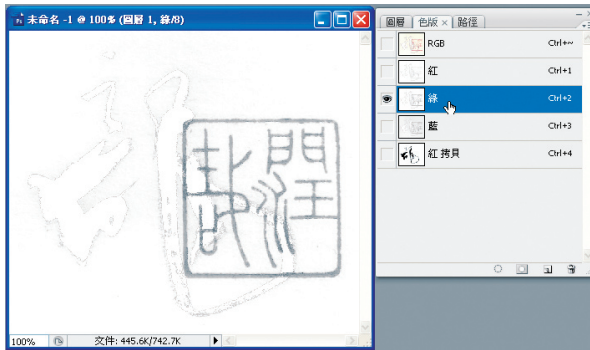 未命名 -1 @ 100% (圖層 1, 綠/8)
圖層 色版 × 路徑
RGB Ctrl+~
紅 Ctrl+1
綠 Ctrl+2
藍 Ctrl+3
紅 拷貝 Ctrl+4
100% 文件: 445.6K/742.7K